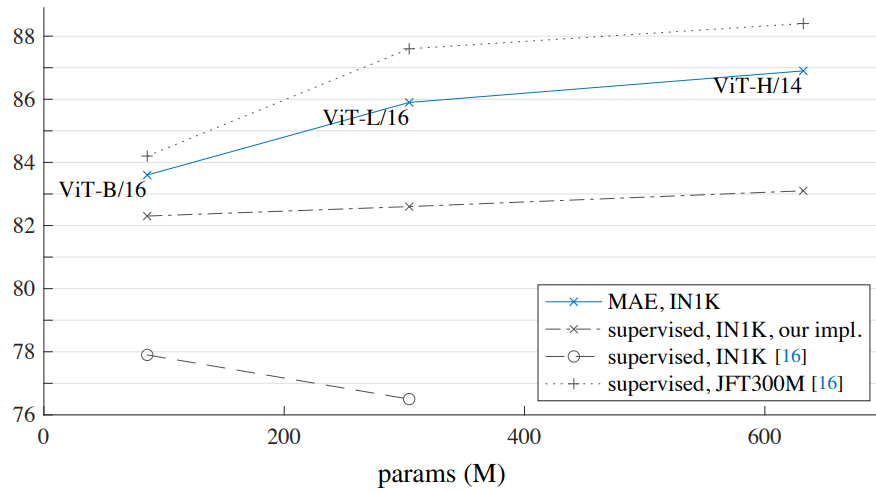 88
86
84
82
80
78
76
ViT-B/16
ViT-L/16
ViT-H/14
MAE, IN1K
supervised, IN1K, our impl.
supervised, IN1K [16]
supervised, JFT300M [16]
0
200
400
600
params (M)